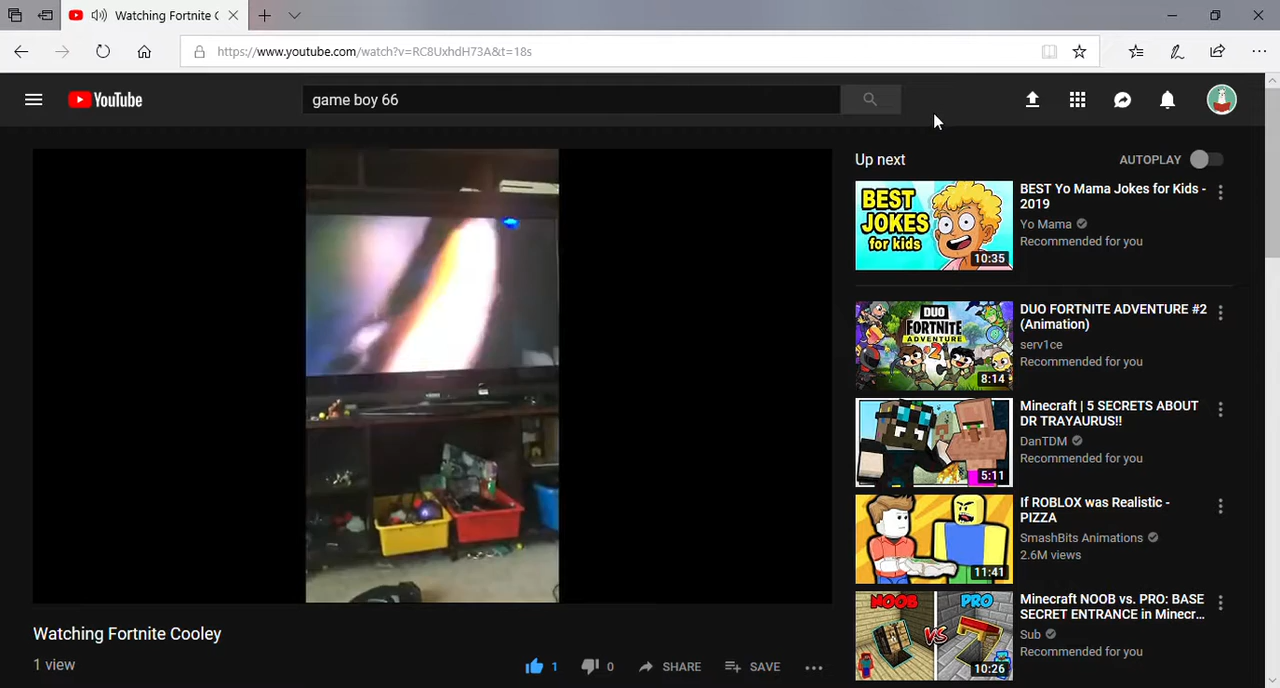 Watching Fortnite C
https://www.youtube.com/watch?v=RC8UxhdH73A&t=18s
YouTube
game boy 66
Up next
AUTOPLAY
BEST JOKES for kids
10:35
BEST Yo Mama Jokes for Kids -
2019
Yo Mama
Recommended for you
DUO
FORTNITE
ADVENTURE
2
8:14
DUO FORTNITE ADVENTURE #2
(Animation)
serv1ce
Recommended for you
5:11
Minecraft | 5 SECRETS ABOUT
DR TRAYAURUS!!
DanTDM
Recommended for you
11:41
If ROBLOX was Realistic -
PIZZA
SmashBits Animations
2.6M views
NOOB
PRO
VS
10:26
Minecraft NOOB vs. PRO: BASE
SECRET ENTRANCE in Minecr...
Sub
Recommended for you
Watching Fortnite Cooley
1 view
1
0
SHARE
SAVE